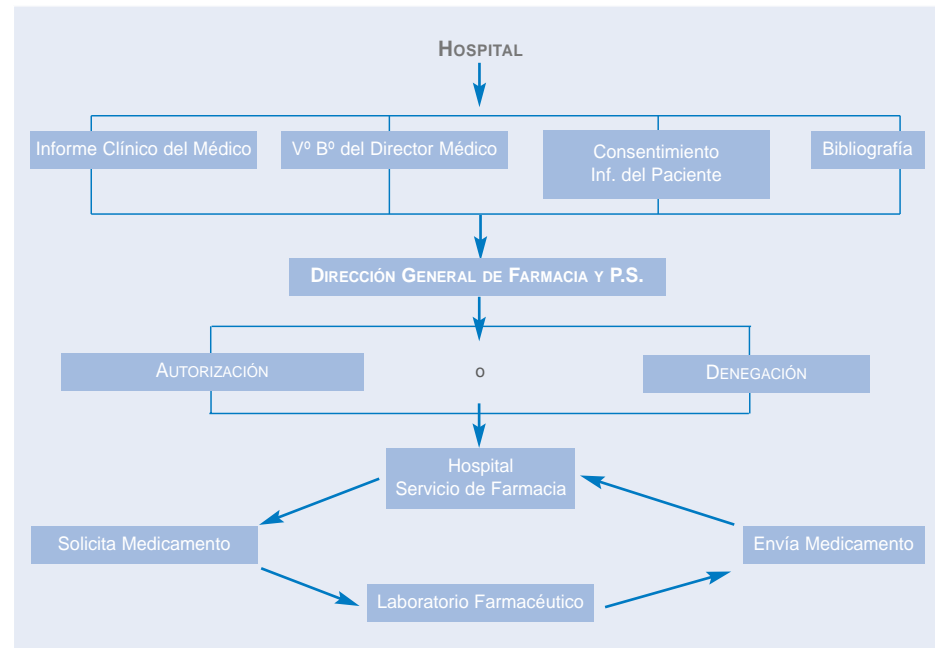 HOSPITAL
Informe Clínico del Médico
Vº Bº del Director Médico
Consentimiento
Inf. del Paciente
Bibliografía
DIRECCIÓN GENERAL DE FARMACIA Y P.S.
AUTORIZACIÓN
o
DENEGACIÓN
Hospital
Servicio de Farmacia
Solicita Medicamento
Envía Medicamento
Laboratorio Farmacéutico